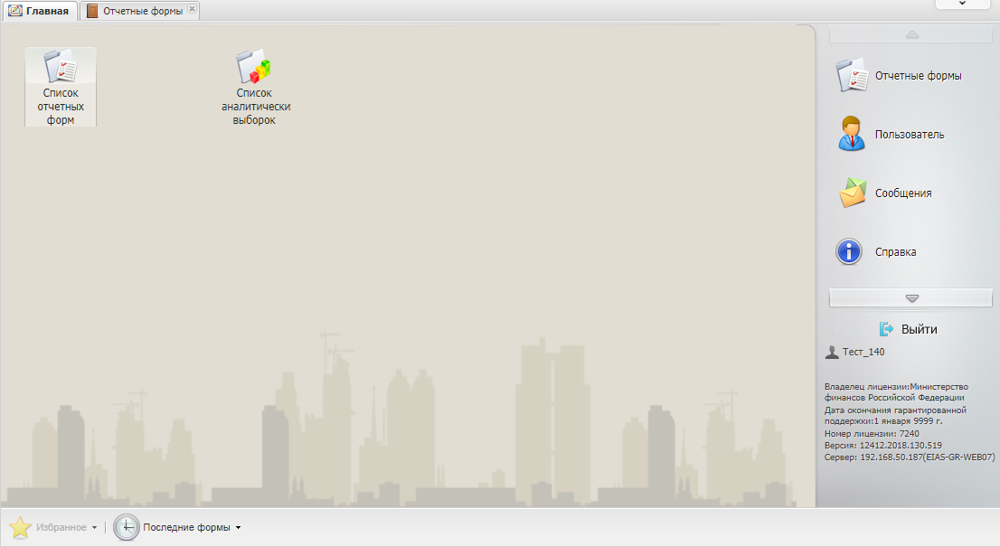 Главная
Отчетные формы
Список
отчетных
форм
Список
аналитически
выборок
Отчетные формы
Пользователь
Сообщения
Справка
Выйти
Тест_140
Владелец лицензии:Министерство
финансов Российской Федерации
Дата окончания гарантированной
поддержки:1 января 9999 г.
Номер лицензии: 7240
Версия: 12412.2018.130.519
Сервер: 192.168.50.187(EIAS-GR-WEB07)
Избранное
Последние формы